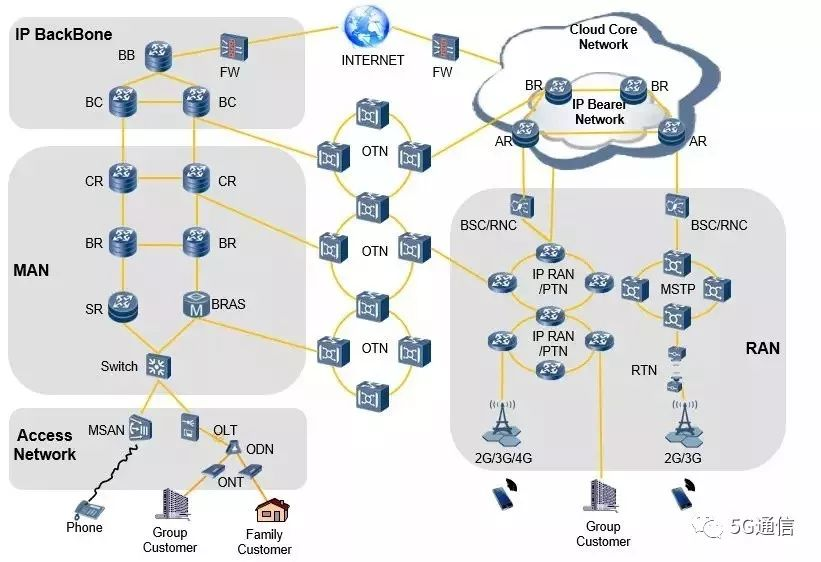 IP BackBone
BB
FW
INTERNET
FW
Cloud Core
Network
BC
BC
BR
BR
IP Bearer
Network
AR
AR
OTN
CR
CR
BSC/RNC
BSC/RNC
BR
BR
OTN
MAN
IP RAN
/PTN
MSTP
SR
BRAS
M
IP RAN
/PTN
OTN
RAN
Switch
RTN
Access
Network
MSAN
OLT
ODN
ONT
2G/3G/4G
2G/3G
Phone
Group
Customer
Family
Customer
Group
Customer
5G通信